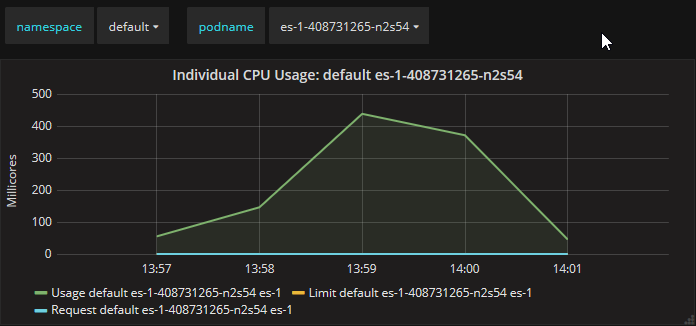 namespace default podname es-1-408731265-n2s54
Individual CPU Usage: default es-1-408731265-n2s54
500
400
300
200
100
0
Millicores
13:57 13:58 13:59 14:00 14:01
Usage default es-1-408731265-n2s54 es-1 Limit default es-1-408731265-n2s54 es-1
Request default es-1-408731265-n2s54 es-1